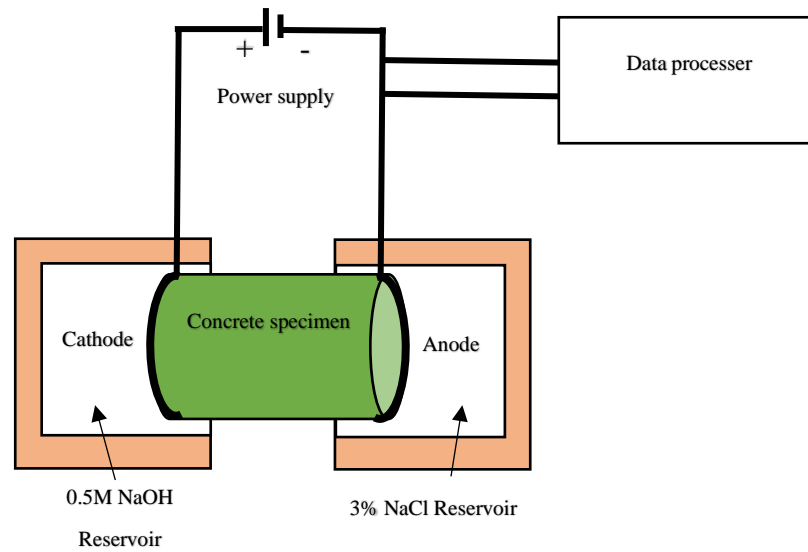 + -
Power supply
Data processer
Concrete specimen
Cathode
Anode
0.5M NaOH
Reservoir
3% NaCl Reservoir